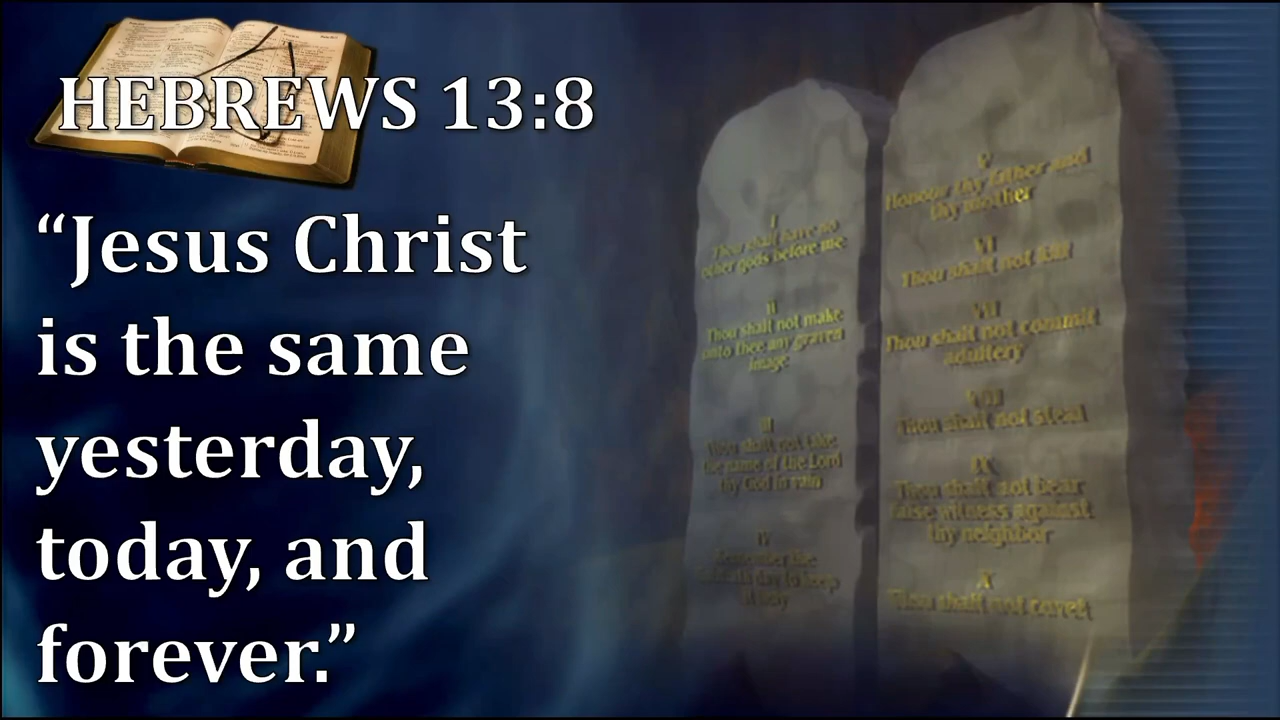 HEBREWS 13:8
“Jesus Christ
is the same
yesterday,
today, and
forever.”
I
Thou shalt have no
other gods before me
II
Thou shalt not make
unto thee any graven
image
III
Thou shalt not take
the name of the Lord
thy God in vain
IV
Remember the
day to keep
it holy
V
Honour thy father and
thy mother
VI
Thou shalt not kill
VII
Thou shalt not commit
adultery
VIII
Thou shalt not steal
IX
Thou shalt not bear
false witness against
thy neighbor
X
Thou shalt not covet